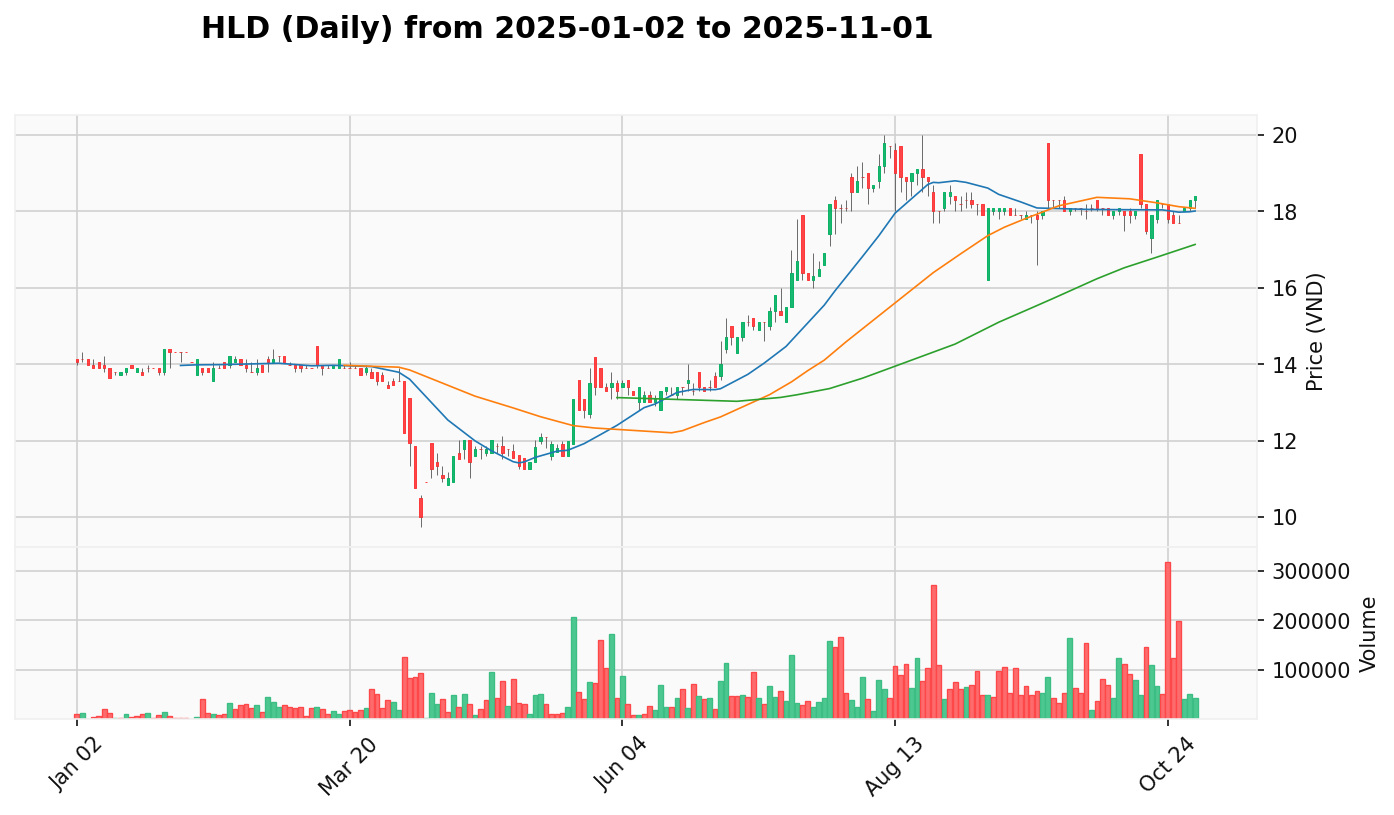 HLD (Daily) from 2025-01-02 to 2025-11-01
20
18
16
14
12
10
Price (VND)
300000
200000
100000
Volume
Jan 02
Mar 20
Jun 04
Aug 13
Oct 24